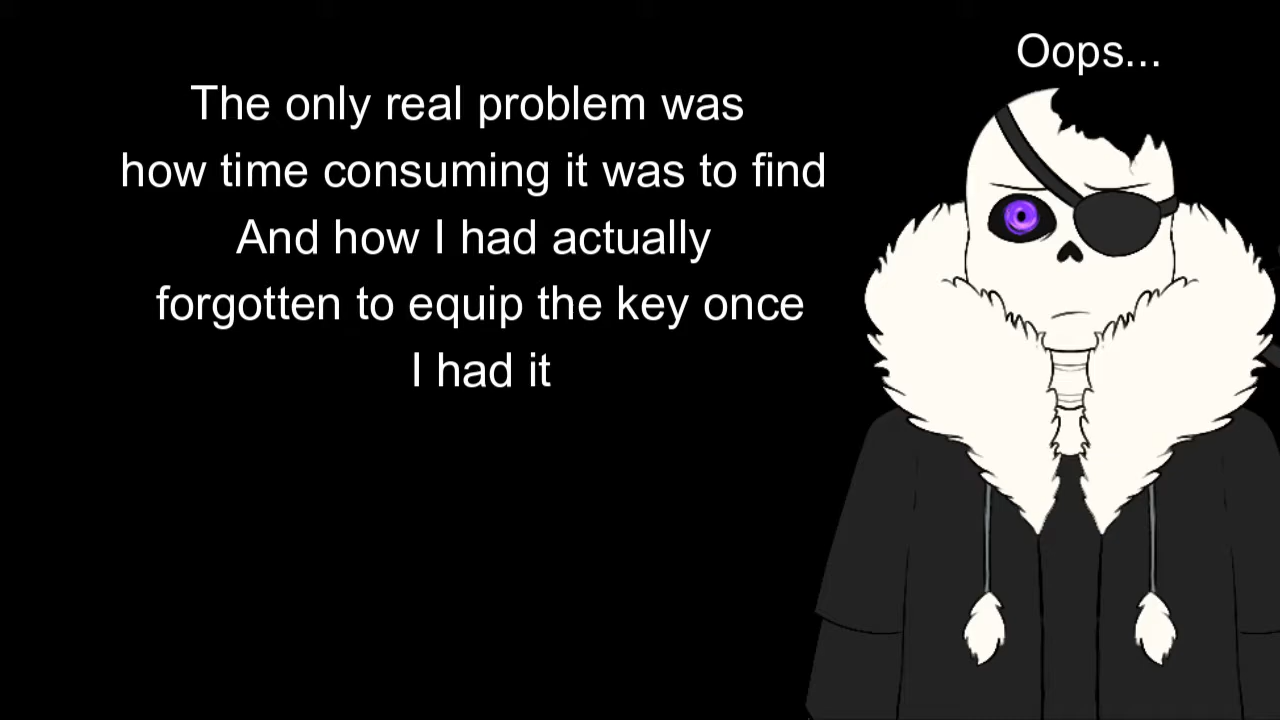 Oops...
The only real problem was
how time consuming it was to find
And how I had actually
forgotten to equip the key once
I had it